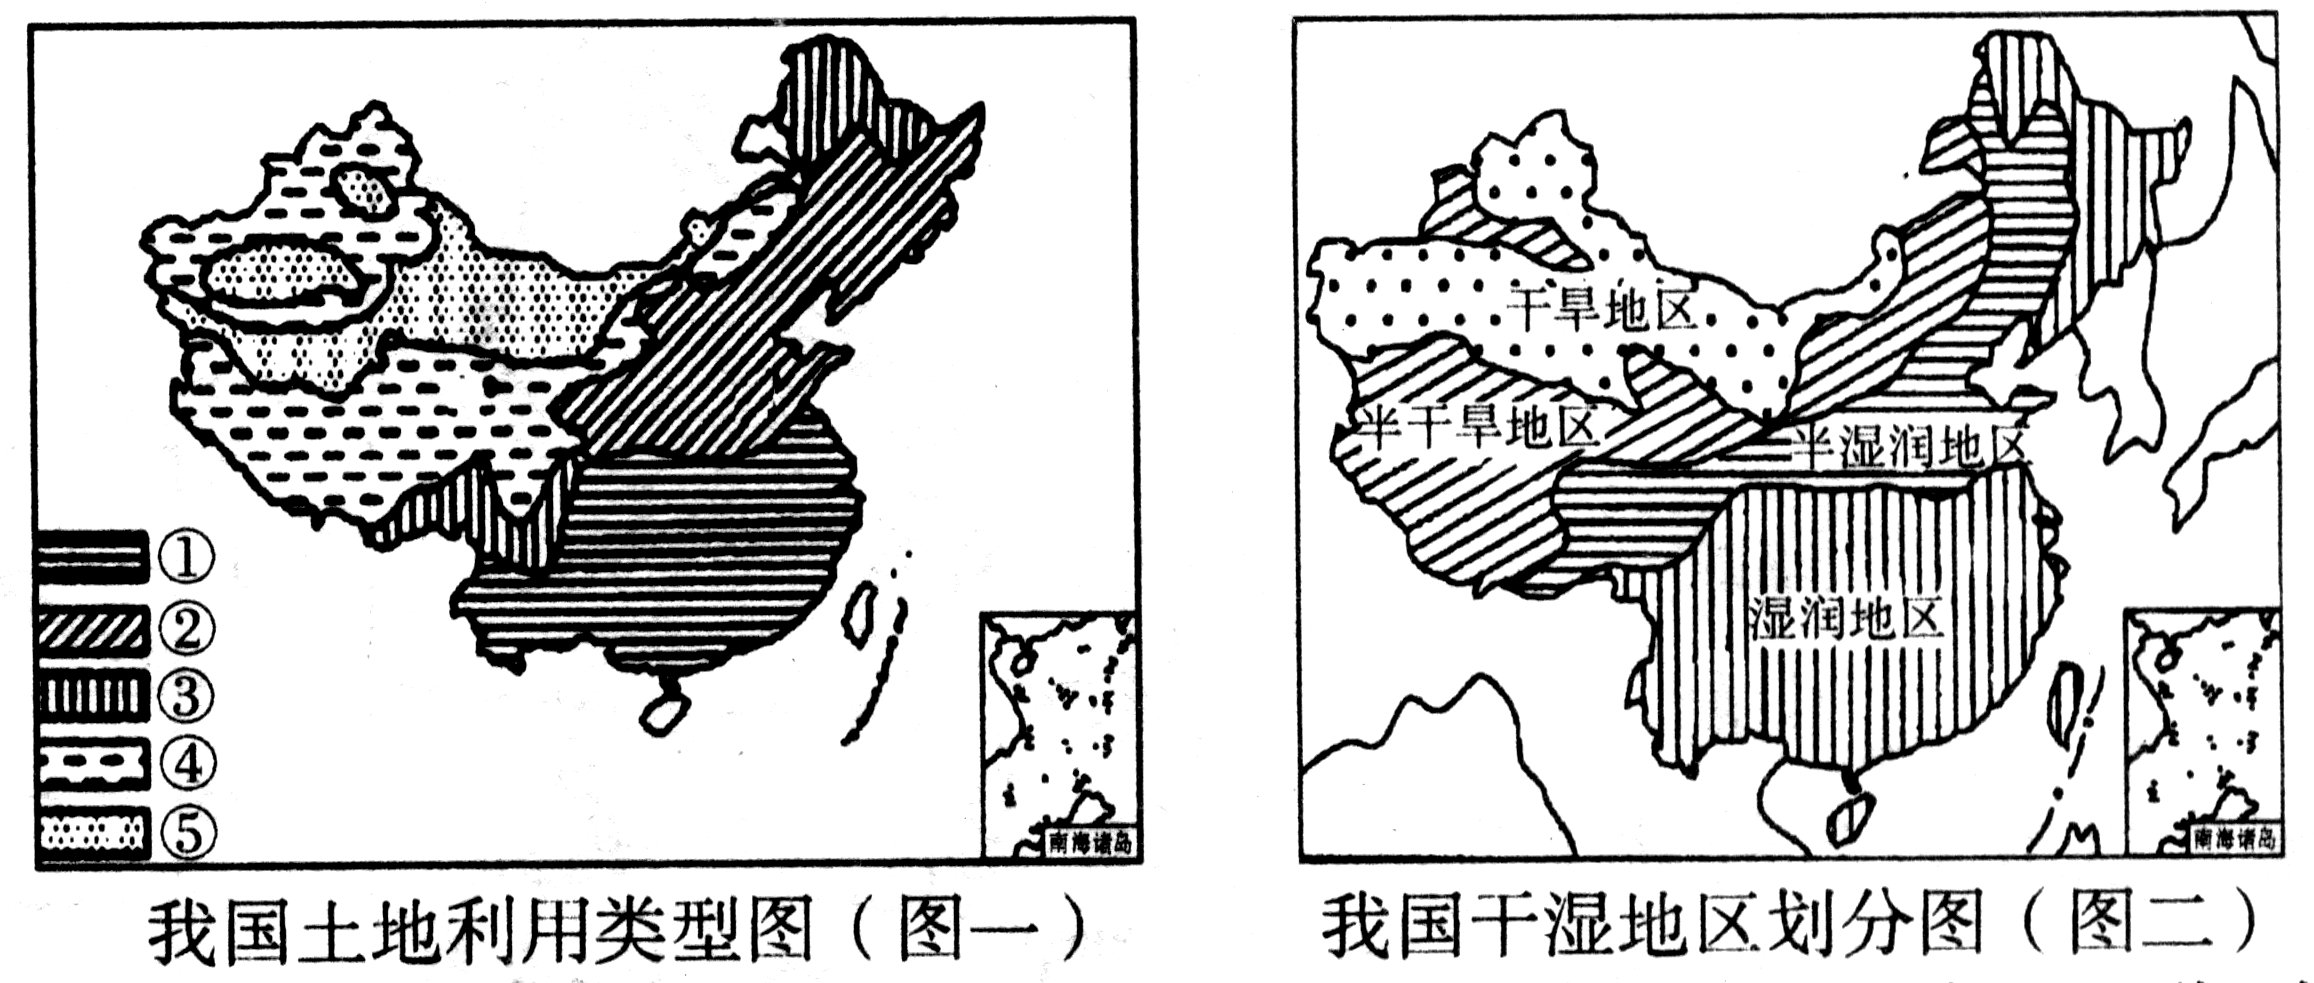 ①
②
③
④
⑤
南海诸岛
我国土地利用类型图(图一)
干旱地区
半干旱地区
半湿润地区
湿润地区
南海诸岛
我国干湿地区划分图(图二)